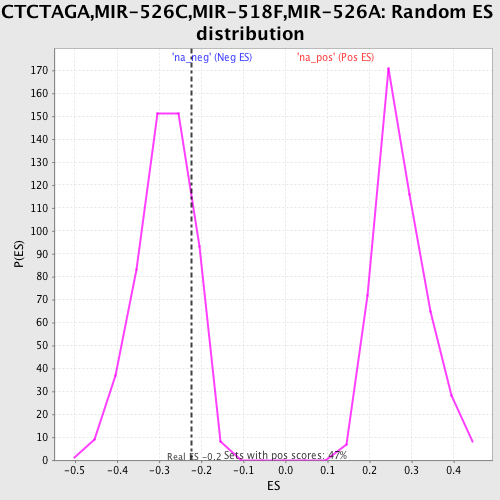 CTCTAGA,MIR-526C,MIR-518F,MIR-526A: Random ES
distribution
'na_neg' (Neg ES) 'na_pos' (Pos ES)
170
160
150
140
130
120
110
100
90
80
70
60
50
40
30
20
10
0
P(ES)
Real ES -0.2 Sets with pos scores: 47%
-0.5 -0.4 -0.3 -0.2 -0.1 0.0 0.1 0.2 0.3 0.4
ES